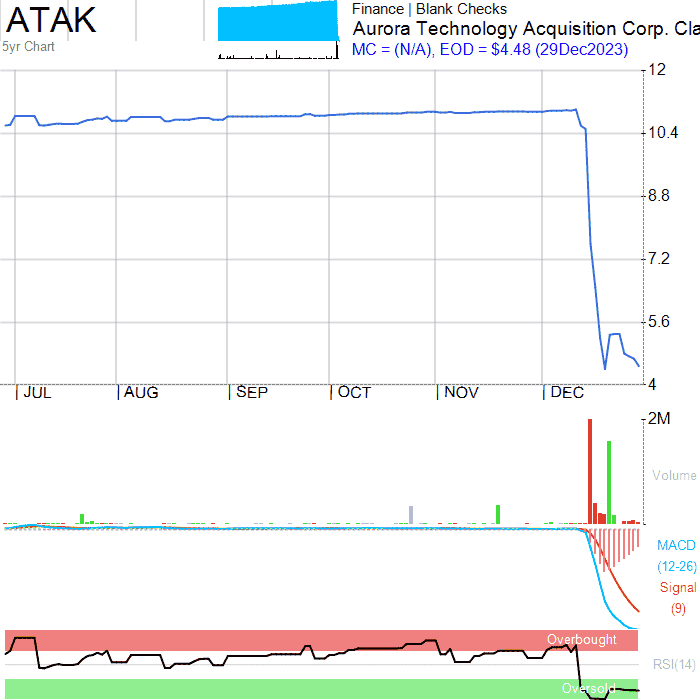 ATAK
5yr Chart
Finance | Blank Checks
Aurora Technology Acquisition Corp. Cla
MC = (N/A), EOD = $4.48 (29Dec2023)
12
10.4
8.8
7.2
5.6
4
JUL AUG SEP OCT NOV DEC
2M
Volume
MACD
(12-26)
Signal
(9)
Overbought
RSI(14)
Oversold